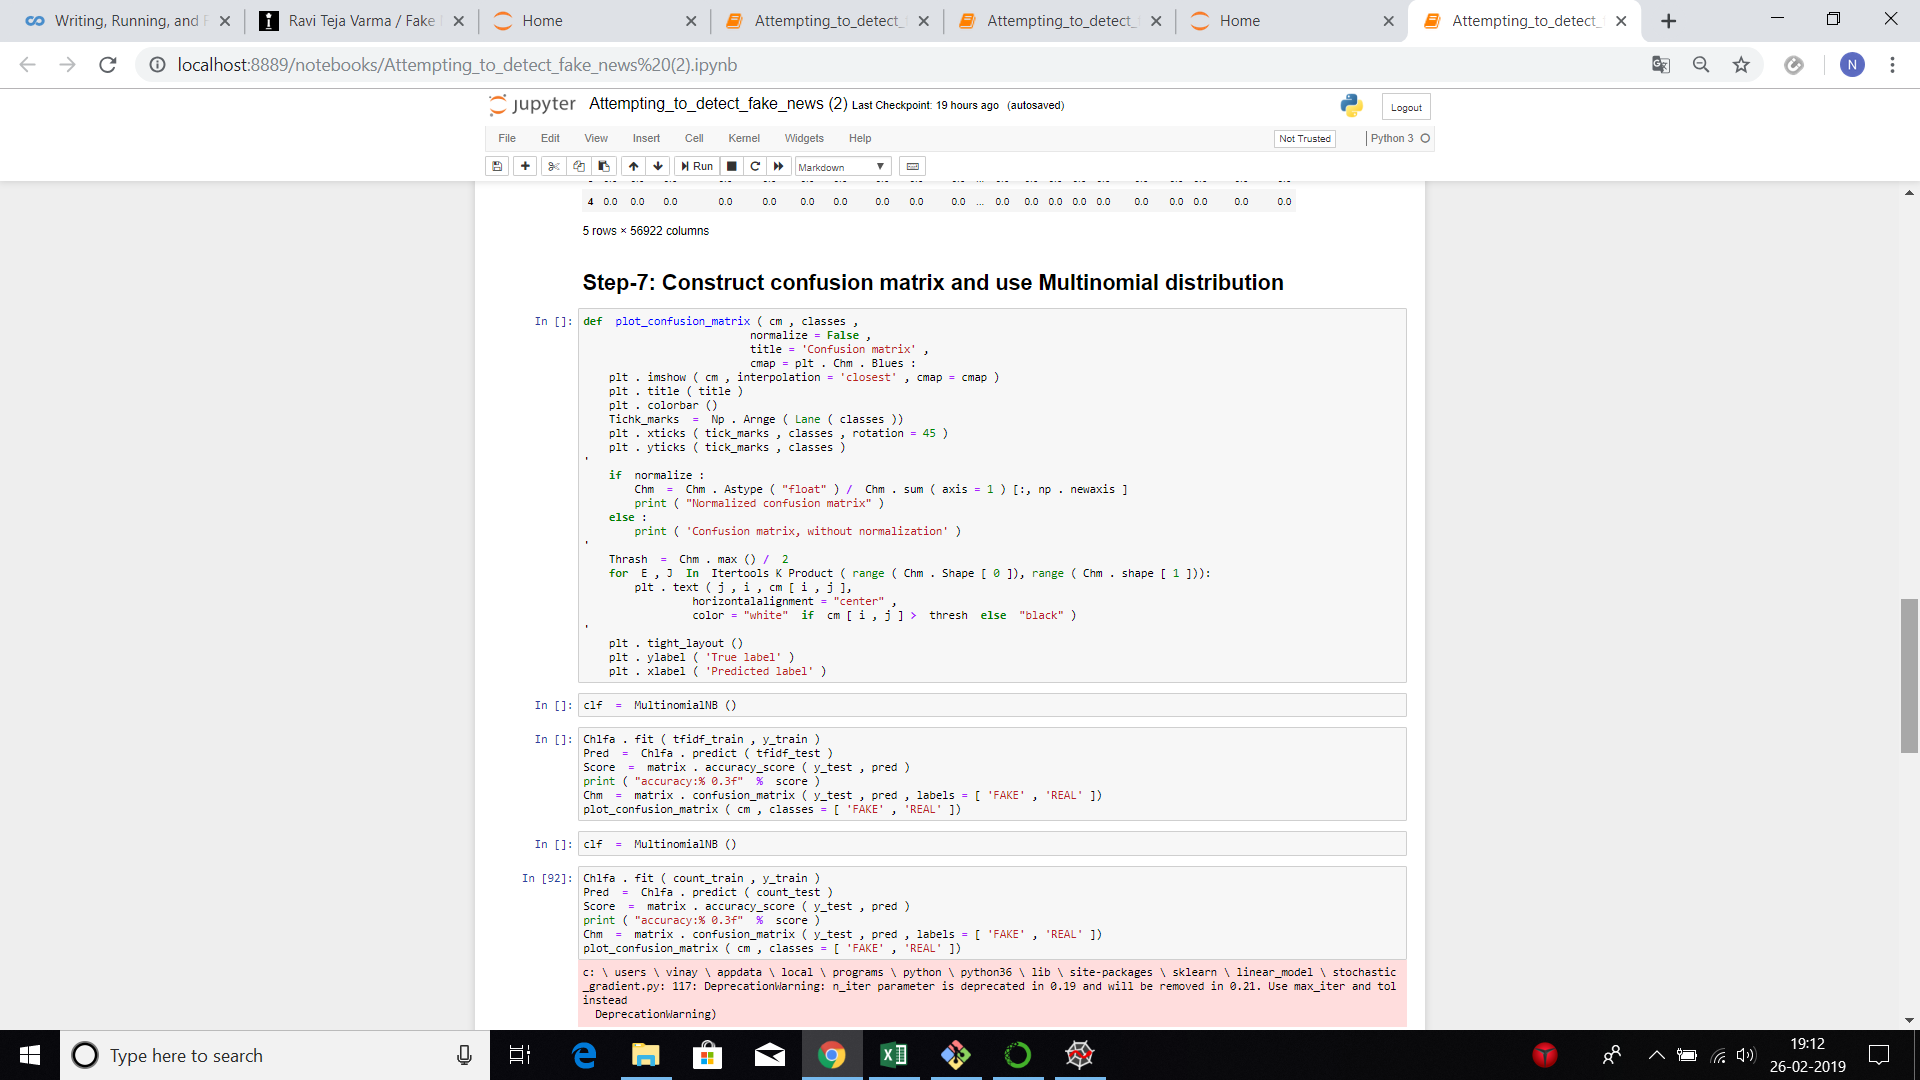 Writing, Running, and
Ravi Teja Varma / Fake
Home
Attempting_to_detect_
Attempting_to_detect_
Home
Attempting_to_detect_
localhost:8889/notebooks/Attempting_to_detect_fake_news%20(2).ipynb
N
jupyter Attempting_to_detect_fake_news (2) Last Checkpoint: 19 hours ago (autosaved)
Logout
File Edit View Insert Cell Kernel Widgets Help
Not Trusted
Python 3
Run
Markdown
4 0.0 0.0 0.0 0.0 0.0 0.0 0.0 0.0 0.0 0.0 ... 0.0 0.0 0.0 0.0 0.0 0.0 0.0 0.0 0.0 0.0
5 rows × 56922 columns
Step-7: Construct confusion matrix and use Multinomial distribution
In []: def plot_confusion_matrix ( cm , classes ,
normalize = False ,
title = 'Confusion matrix' ,
cmap = plt . Chm . Blues :
plt . imshow ( cm , interpolation = 'closest' , cmap = cmap )
plt . title ( title )
plt . colorbar ()
Tichk_marks = Np . Arnge ( Lane ( classes ))
plt . xticks ( tick_marks , classes , rotation = 45 )
plt . yticks ( tick_marks , classes )
'
if normalize :
Chm = Chm . Astype ( "float" ) / Chm . sum ( axis = 1 ) [:, np . newaxis ]
print ( "Normalized confusion matrix" )
else :
print ( 'Confusion matrix, without normalization' )
'
Thrash = Chm . max () / 2
for E , J In Itertools K Product ( range ( Chm . Shape [ 0 ]), range ( Chm . shape [ 1 ])):
plt . text ( j , i , cm [ i , j ],
horizontalalignment = "center" ,
color = "white" if cm [ i , j ] > thresh else "black" )
'
plt . tight_layout ()
plt . ylabel ( 'True label' )
plt . xlabel ( 'Predicted label' )
In []: clf = MultinomialNB ()
In []: Chlfa . fit ( tfidf_train , y_train )
Pred = Chlfa . predict ( tfidf_test )
Score = matrix . accuracy_score ( y_test , pred )
print ( "accuracy:% 0.3f" % score )
Chm = matrix . confusion_matrix ( y_test , pred , labels = [ 'FAKE' , 'REAL' ])
plot_confusion_matrix ( cm , classes = [ 'FAKE' , 'REAL' ])
In []: clf = MultinomialNB ()
In [92]: Chlfa . fit ( count_train , y_train )
Pred = Chlfa . predict ( count_test )
Score = matrix . accuracy_score ( y_test , pred )
print ( "accuracy:% 0.3f" % score )
Chm = matrix . confusion_matrix ( y_test , pred , labels = [ 'FAKE' , 'REAL' ])
plot_confusion_matrix ( cm , classes = [ 'FAKE' , 'REAL' ])
c: \ users \ vinay \ appdata \ local \ programs \ python \ python36 \ lib \ site-packages \ sklearn \ linear_model \ stochastic
_gradient.py: 117: DeprecationWarning: n_iter parameter is deprecated in 0.19 and will be removed in 0.21. Use max_iter and tol
instead
DeprecationWarning)
Type here to search
19:12
26-02-2019